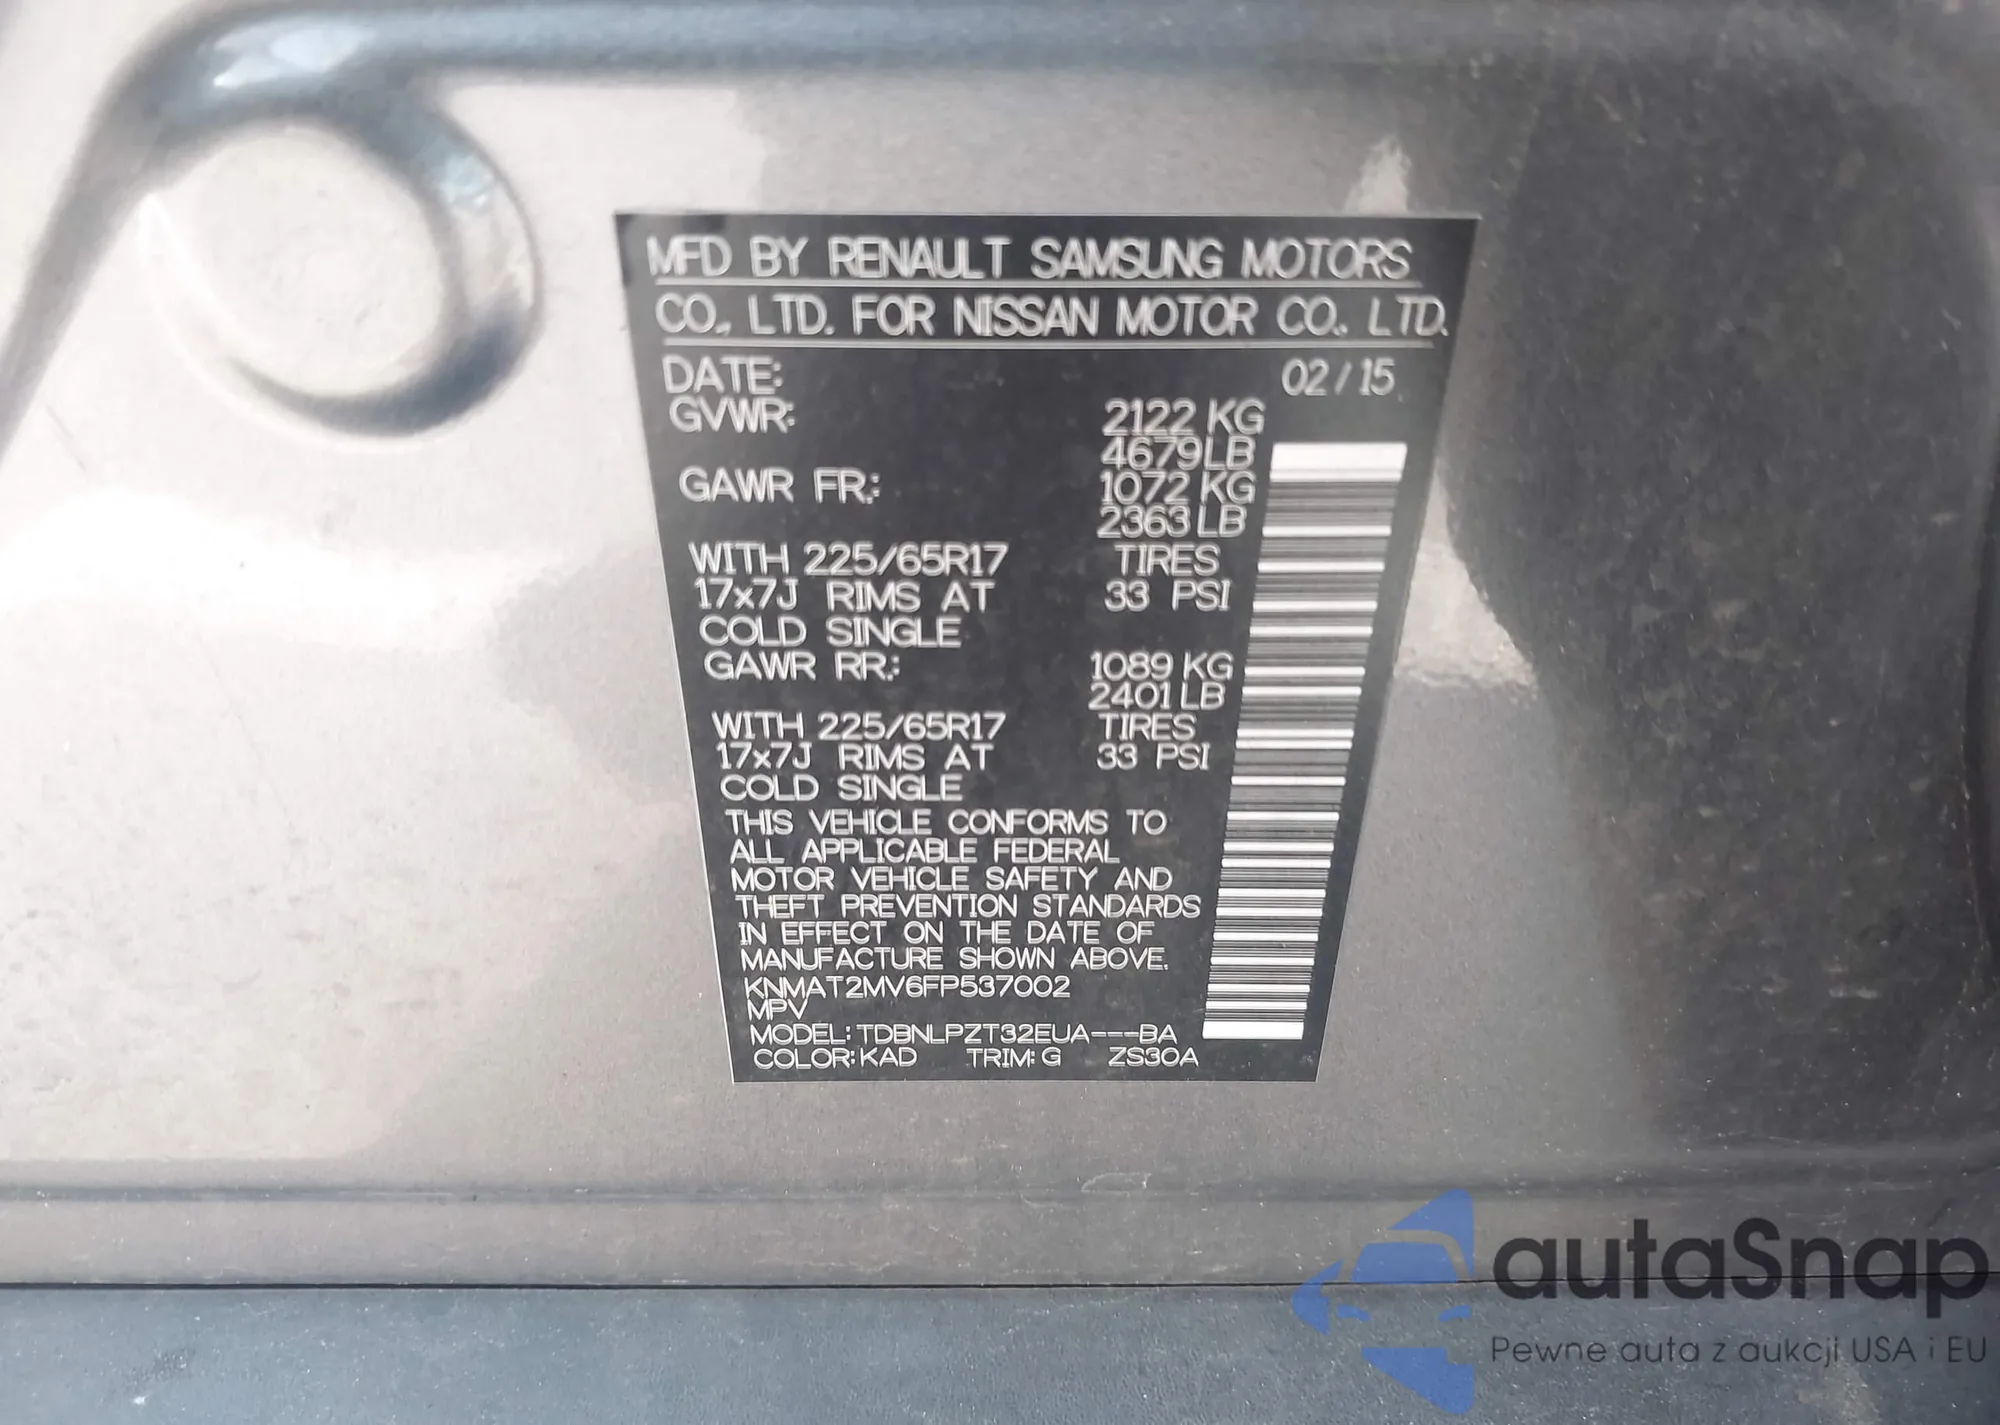 MFD BY RENAULT SAMSUNG MOTORS
CO., LTD. FOR NISSAN MOTOR CO., LTD.
DATE: 02/15
GVWR: 2122 KG
4679LB
GAWR FR.: 1072 KG
2363LB
WITH 225/65R17 TIRES
17x7J RIMS AT 33 PSI
COLD SINGLE
GAWR RR.: 1089 KG
2401LB
WITH 225/65R17 TIRES
17x7J RIMS AT 33 PSI
COLD SINGLE
THIS VEHICLE CONFORMS TO
ALL APPLICABLE FEDERAL
MOTOR VEHICLE SAFETY AND
THEFT PREVENTION STANDARDS
IN EFFECT ON THE DATE OF
MANUFACTURE SHOWN ABOVE.
KNMAT2MV6FP537002
MPV
MODEL: TDBNLPZT32EUA---BA
COLOR: KAD TRIM: G ZS30A
autaSnap
Pewne auta z aukcji USA i EU